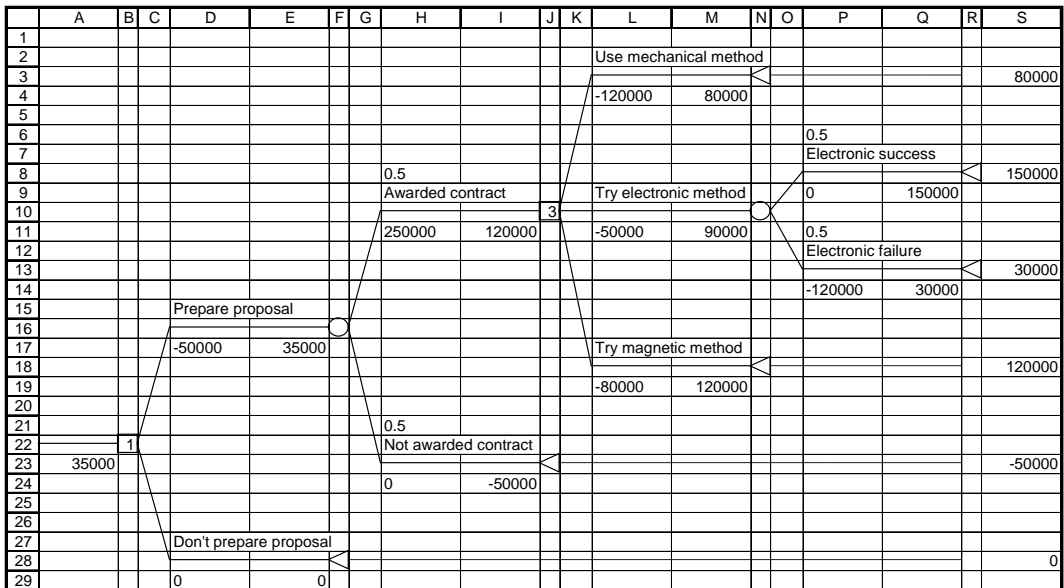 A B C D E F G H I J K L M N O P Q R S
1
2 Use mechanical method
3 80000
4 -120000 80000
5
6 0.5
7 Electronic success
8 0.5 150000
9 Awarded contract Try electronic method 0 150000
10 3
11 250000 120000 -50000 90000 0.5
12 Electronic failure
13 30000
14 -120000 30000
15 Prepare proposal
16
17 -50000 35000 Try magnetic method
18 120000
19 -80000 120000
20
21 0.5
22 1 Not awarded contract
23 35000 -50000
24 0 -50000
25
26
27 Don't prepare proposal
28 0
29 0 0